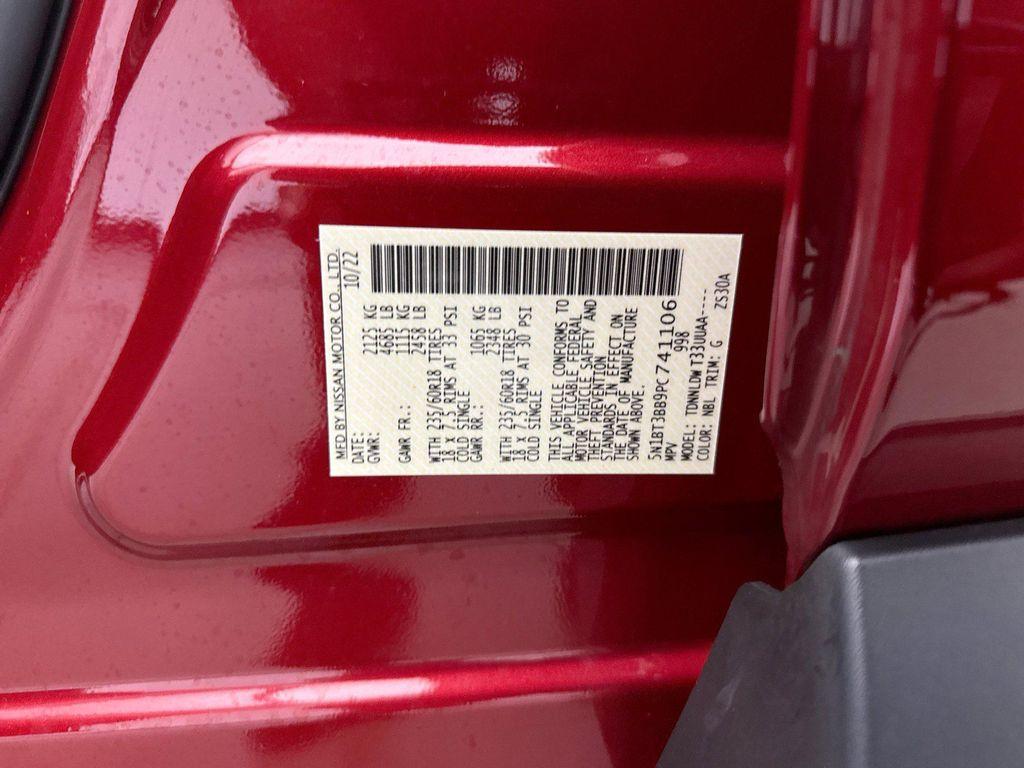 MFD BY NISSAN MOTOR CO., LTD.
DATE: 10/22
GVWR: 2125 KG
4685 LB
GAWR FR.: 1115 KG
2458 LB
WITH 235/60R18 TIRES
18 X 7.5 RIMS AT 33 PSI
COLD SINGLE
GAWR RR.: 1065 KG
2348 LB
WITH 235/60R18 TIRES
18 X 7.5 RIMS AT 30 PSI
COLD SINGLE
THIS VEHICLE CONFORMS TO
ALL APPLICABLE FEDERAL
MOTOR VEHICLE SAFETY AND
THEFT PREVENTION
STANDARDS IN EFFECT ON
THE DATE OF MANUFACTURE
SHOWN ABOVE.
5N1BT3BB9PC741106
MPV 998
MODEL: TDNNLDW T33UUAA----
COLOR: NBL TRIM: G ZS30A